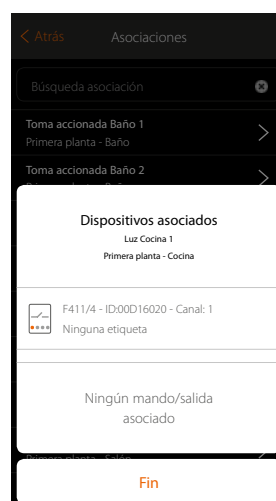 Atrás
Asociaciones
Búsqueda asociación
Toma accionada Baño 1
Primera planta - Baño
Toma accionada Baño 2
Dispositivos asociados
Luz Cocina 1
Primera planta - Cocina
F411/4 - ID:00D16020 - Canal: 1
Ninguna etiqueta
Ningún mando/salida
asociado
Primera planta - Salón
Fin